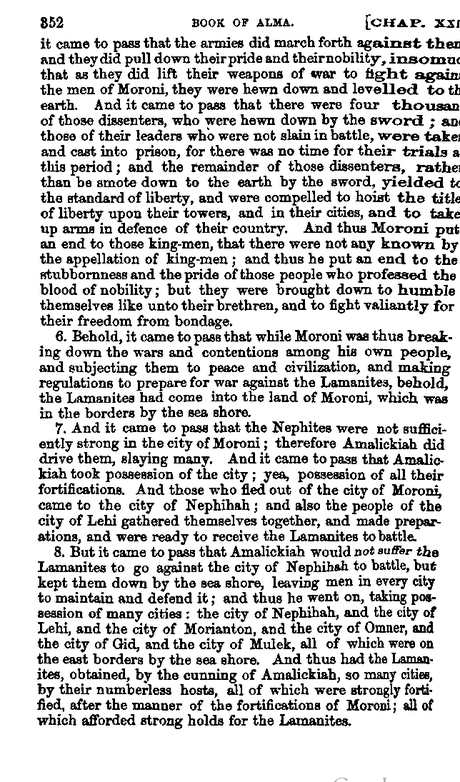 352 BOOK OF ALMA. [CHAP. XXI
it came to pass that the armies did march forth against them
and they did pull down their pride and their nobility, insomuc
that as they did lift their weapons of war to fight again
the men of Moroni, they were hewn down and levelled to th
earth. And it came to pass that there were four thousan
of those dissenters, who were hewn down by the sword; an
those of their leaders who were not slain in battle, were take
and cast into prison, for there was no time for their trials a
this period; and the remainder of those dissenters, rathe
than be smote down to the earth by the sword, yielded to
the standard of liberty, and were compelled to hoist the title
of liberty upon their towers, and in their cities, and to take
up arms in defence of their country. And thus Moroni put
an end to those king-men, that there were not any known by
the appellation of king-men; and thus he put an end to the
stubbornness and the pride of those people who professed the
blood of nobility; but they were brought down to humble
themselves like unto their brethren, and to fight valiantly for
their freedom from bondage.
6. Behold, it came to pass that while Moroni was thus break-
ing down the wars and contentions among his own people,
and subjecting them to peace and civilization, and making
regulations to prepare for war against the Lamanites, behold,
the Lamanites had come into the land of Moroni, which was
in the borders by the sea shore.
7. And it came to pass that the Nephites were not suffici-
ently strong in the city of Moroni; therefore Amalickiah did
drive them, slaying many. And it came to pass that Amalic-
kiah took possession of the city; yea, possession of all their
fortifications. And those who fled out of the city of Moroni,
came to the city of Nephihah; and also the people of the
city of Lehi gathered themselves together, and made prepar-
ations, and were ready to receive the Lamanites to battle.
8. But it came to pass that Amalickiah would not suffer the
Lamanites to go against the city of Nephihah to battle, but
kept them down by the sea shore, leaving men in every city
to maintain and defend it; and thus he went on, taking pos-
session of many cities: the city of Nephihah, and the city of
Lehi, and the city of Morianton, and the city of Omner, and
the city of Gid, and the city of Mulek, all of which were on
the east borders by the sea shore. And thus had the Laman-
ites, obtained, by the cunning of Amalickiah, so many cities,
by their numberless hosts, all of which were strongly forti-
fied, after the manner of the fortifications of Moroni; all of
which afforded strong holds for the Lamanites.